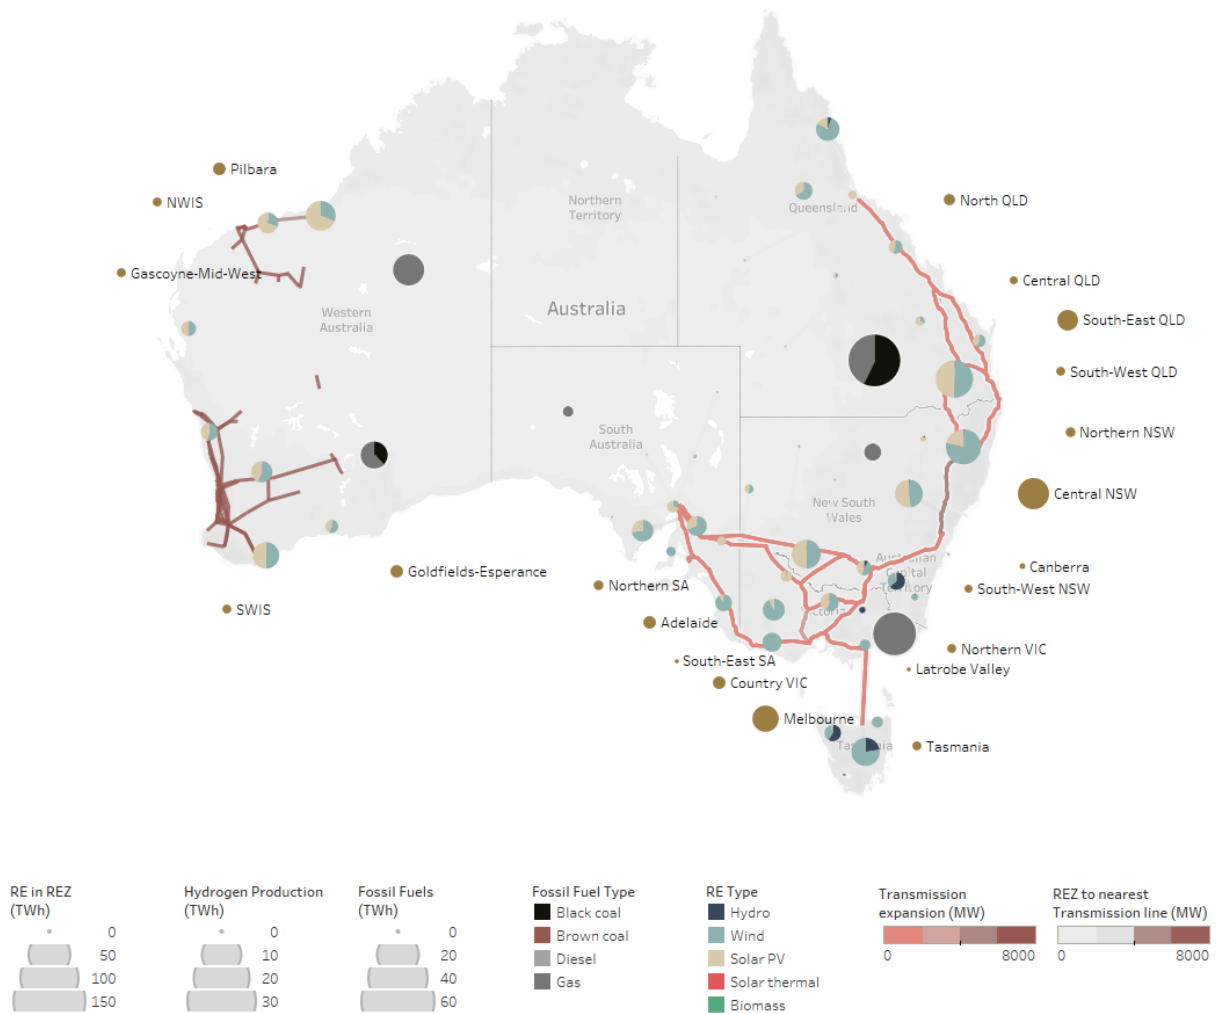 Pilbara
NWIS
Northern
Territory
Queensland
North QLD
Gascoyne-Mid-West
Central QLD
Western
Australia
Australia
South-East QLD
South-West QLD
South
Australia
Northern NSW
New South
Wales
Central NSW
Australian
Capital
Territory
Canberra
Goldfields-Esperance
Northern SA
South-West NSW
SWIS
Adelaide
Northern VIC
South-East SA
Latrobe Valley
Country VIC
Melbourne
Tasmania
RE in REZ
(TWh)
0
50
100
150
Hydrogen Production
(TWh)
0
10
20
30
Fossil Fuels
(TWh)
0
20
40
60
Fossil Fuel Type
Black coal
Brown coal
Diesel
Gas
RE Type
Hydro
Wind
Solar PV
Solar thermal
Biomass
Transmission
expansion (MW)
0 8000
REZ to nearest
Transmission line (MW)
0 8000